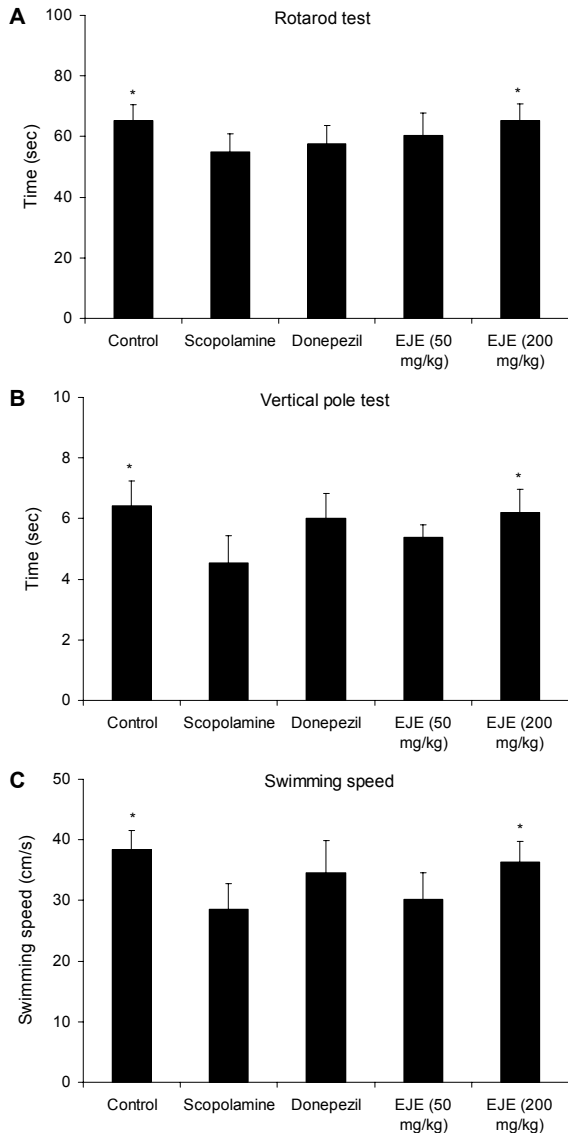 A
Rotarod test
Time (sec)
100
80
60
40
20
0
*
*
Control
Scopolamine
Donepezil
EJE (50
mg/kg)
EJE (200
mg/kg)
B
Vertical pole test
Time (sec)
10
8
6
4
2
0
*
*
Control
Scopolamine
Donepezil
EJE (50
mg/kg)
EJE (200
mg/kg)
C
Swimming speed
Swimming speed (cm/s)
50
40
30
20
10
0
*
*
Control
Scopolamine
Donepezil
EJE (50
mg/kg)
EJE (200
mg/kg)